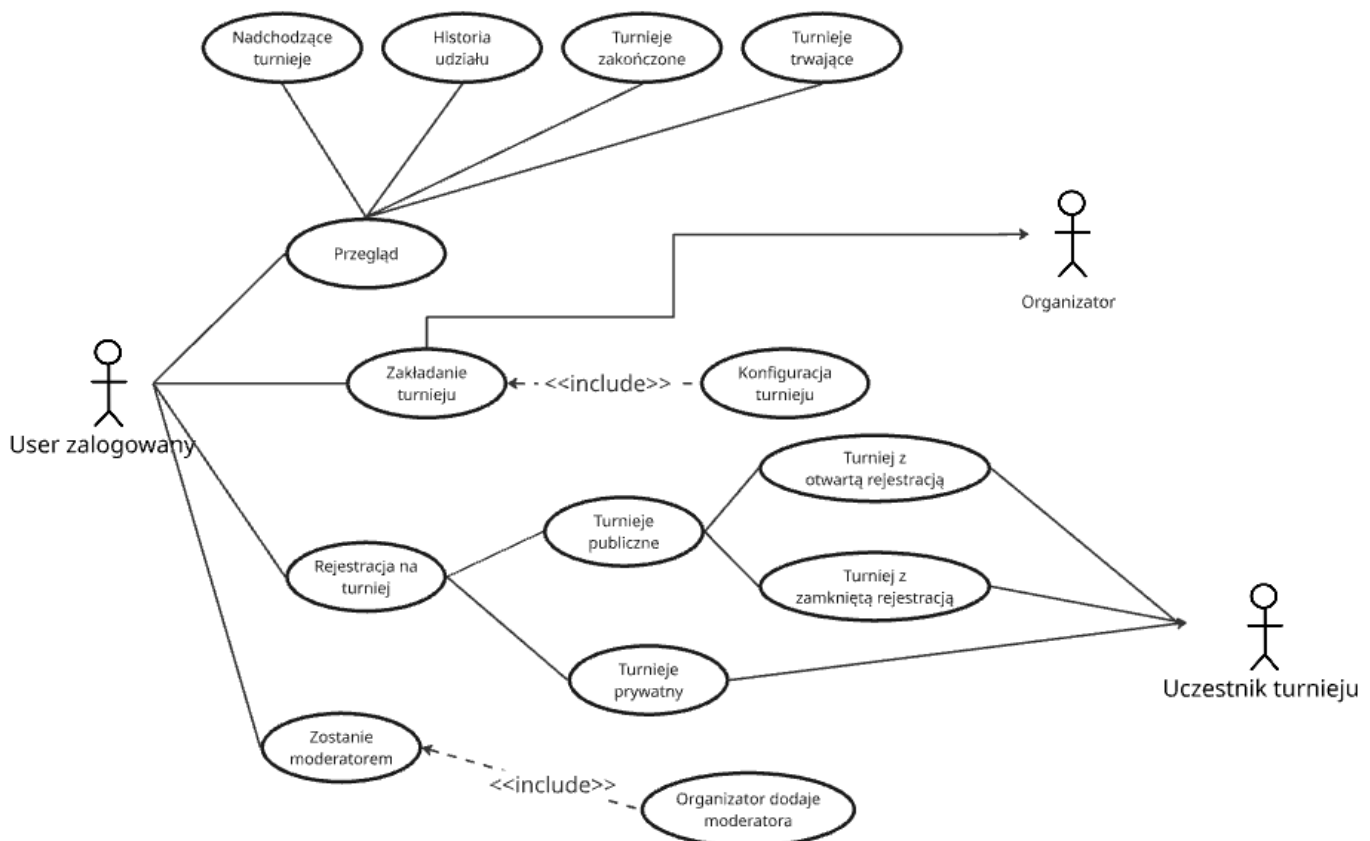 Nadchodzące
turnieje
Historia
udziału
Turnieje
zakończone
Turnieje
trwające
Przegląd
Organizator
Zakładanie
turnieju
<<include>>
Konfiguracja
turnieju
User zalogowany
Turniej z
otwartą rejestracją
Turnieje
publiczne
Rejestracja na
turniej
Turniej z
zamkniętą rejestracją
Turnieje
prywatny
Uczestnik turnieju
Zostanie
moderatorem
<<include>>
Organizator dodaje
moderatora